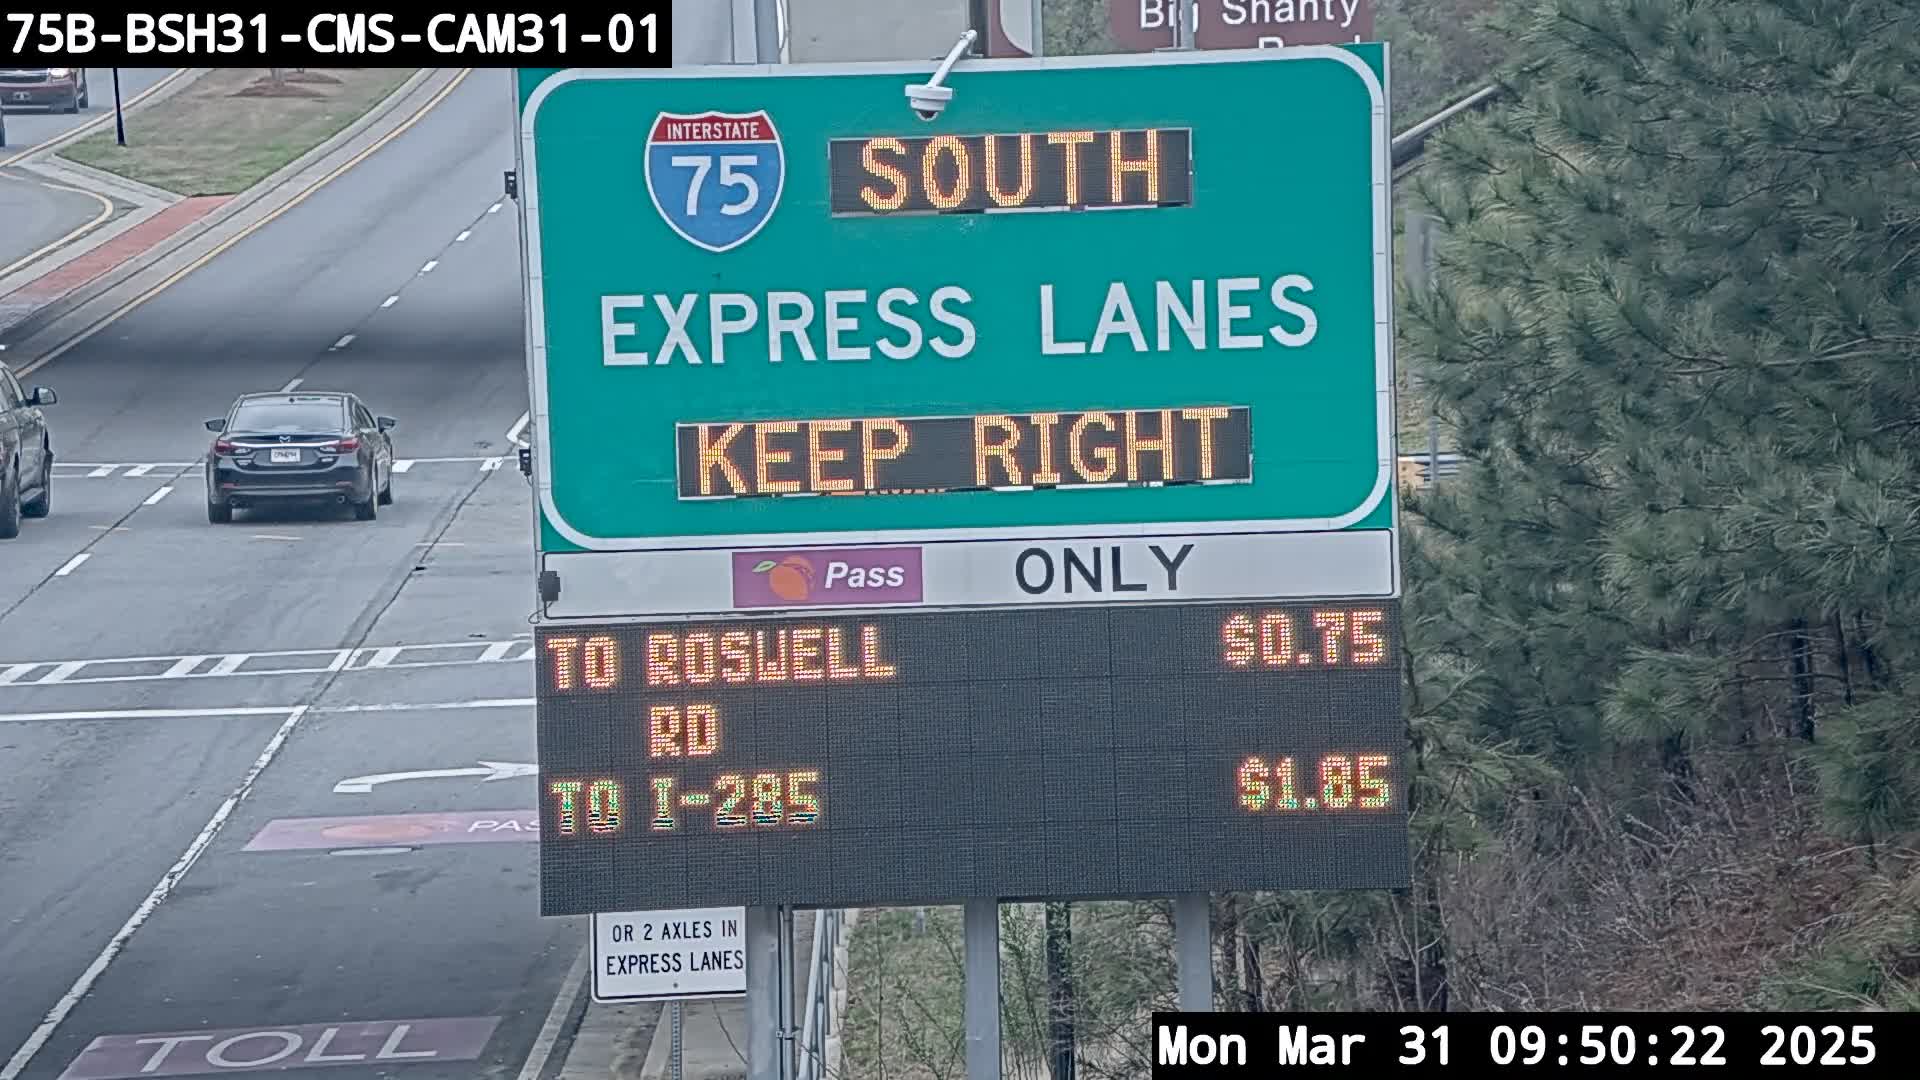 75B-BSH31-CMS-CAM31-01
Big Shanty
INTERSTATE
75
SOUTH
EXPRESS LANES
KEEP RIGHT
Pass
ONLY
TO ROSWELL $0.75
RD
TO I-285 $1.85
OR 2 AXLES IN
EXPRESS LANES
TOLL
Mon Mar 31 09:50:22 2025